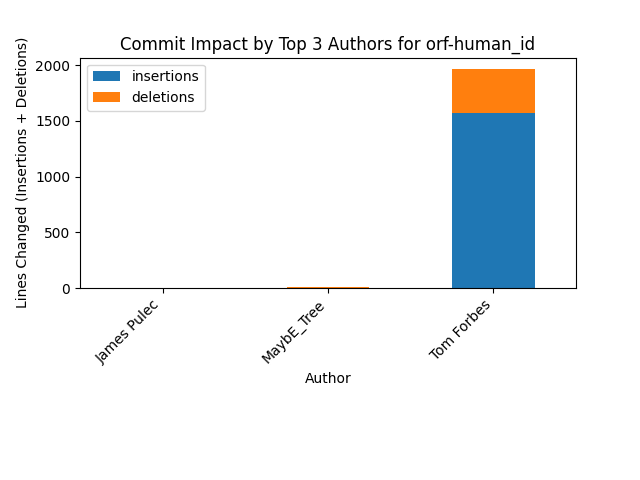 Commit Impact by Top 3 Authors for orf-human_id
Lines Changed (Insertions + Deletions)
2000
1500
1000
500
0
insertions
deletions
James Pulec
MaybE_Tree
Tom Forbes
Author